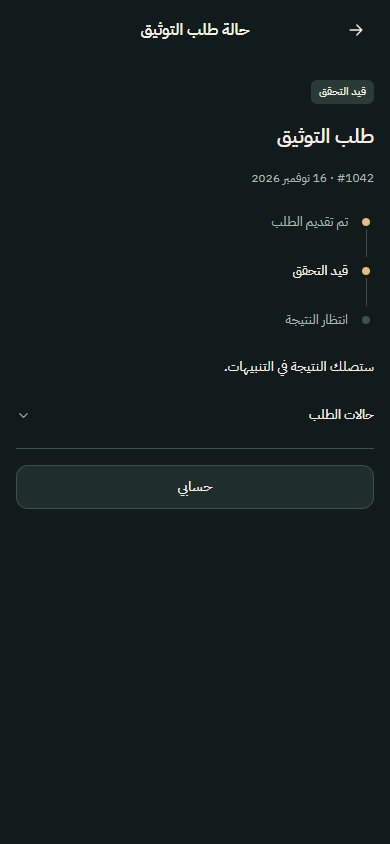 حالة طلب التوثيق
قيد التحقق
طلب التوثيق
#1042 · 16 نوفمبر 2026
تم تقديم الطلب
قيد التحقق
انتظار النتيجة
ستصلك النتيجة في التنبيهات.
حالات الطلب
حسابي